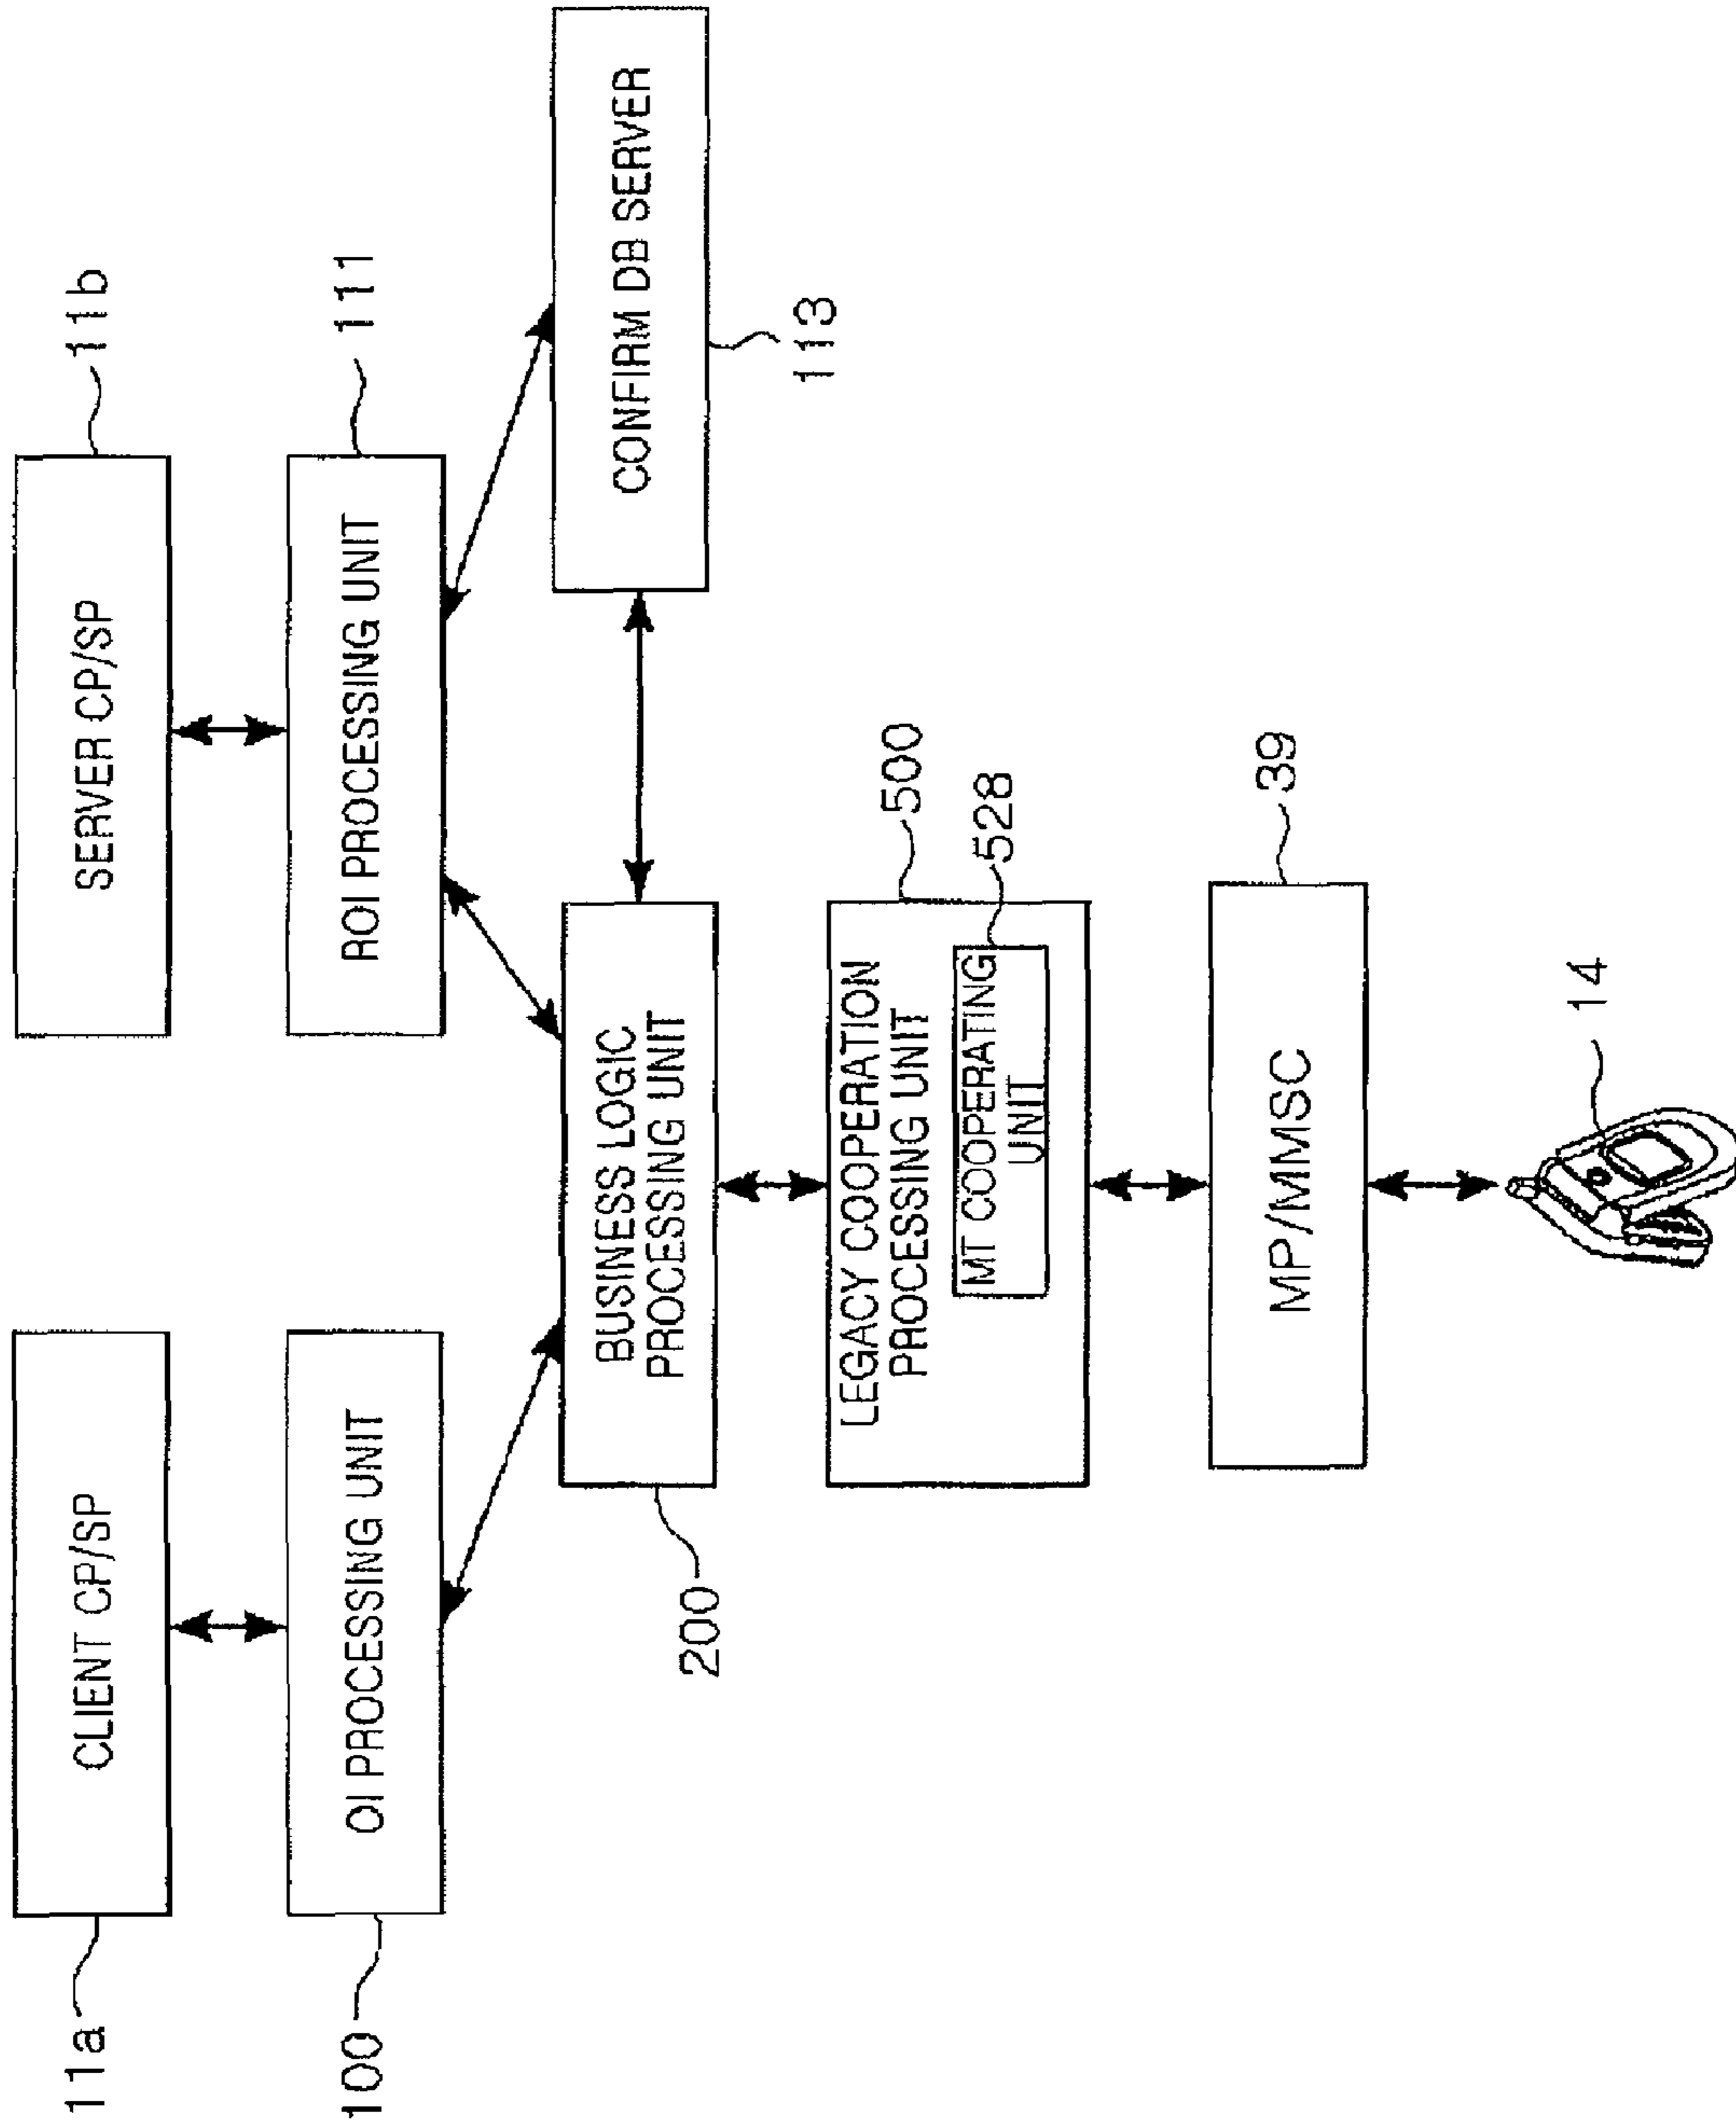 11a
CLIENT CP/SP
SERVER CP/SP
11b
100
OI PROCESSING UNIT
ROI PROCESSING UNIT
111
200
BUSINESS LOGIC
PROCESSING UNIT
CONFIRM DB SERVER
113
LEGACY COOPERATION
PROCESSING UNIT
500
MT COOPERATING
UNIT
528
MP/MMSC
39
14